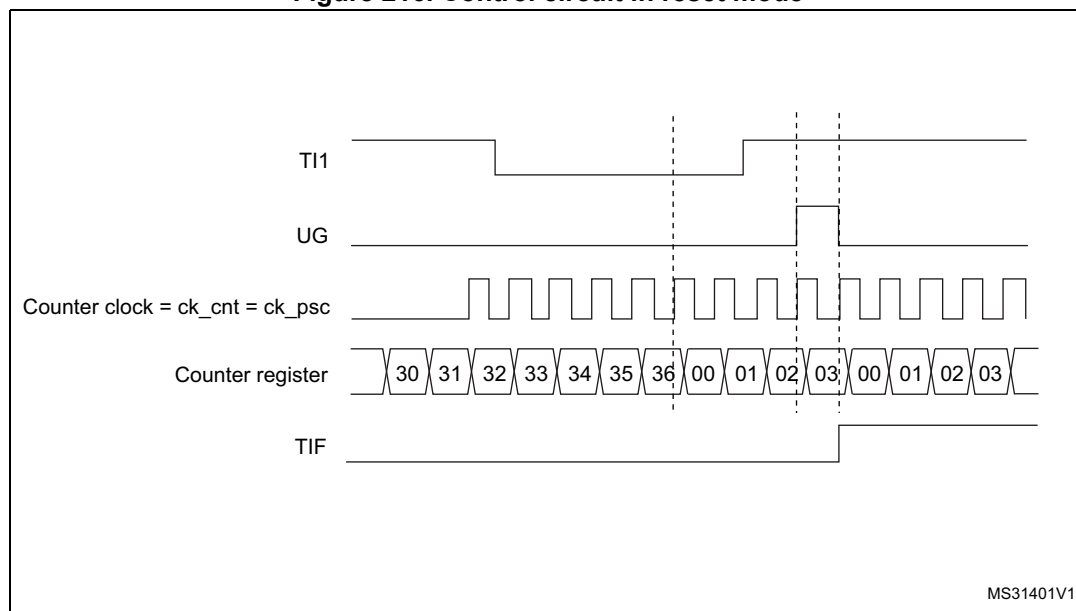 TI1
UG
Counter clock = ck_cnt = ck_psc
Counter register 30 31 32 33 34 35 36 00 01 02 03 00 01 02 03
TIF
MS31401V1